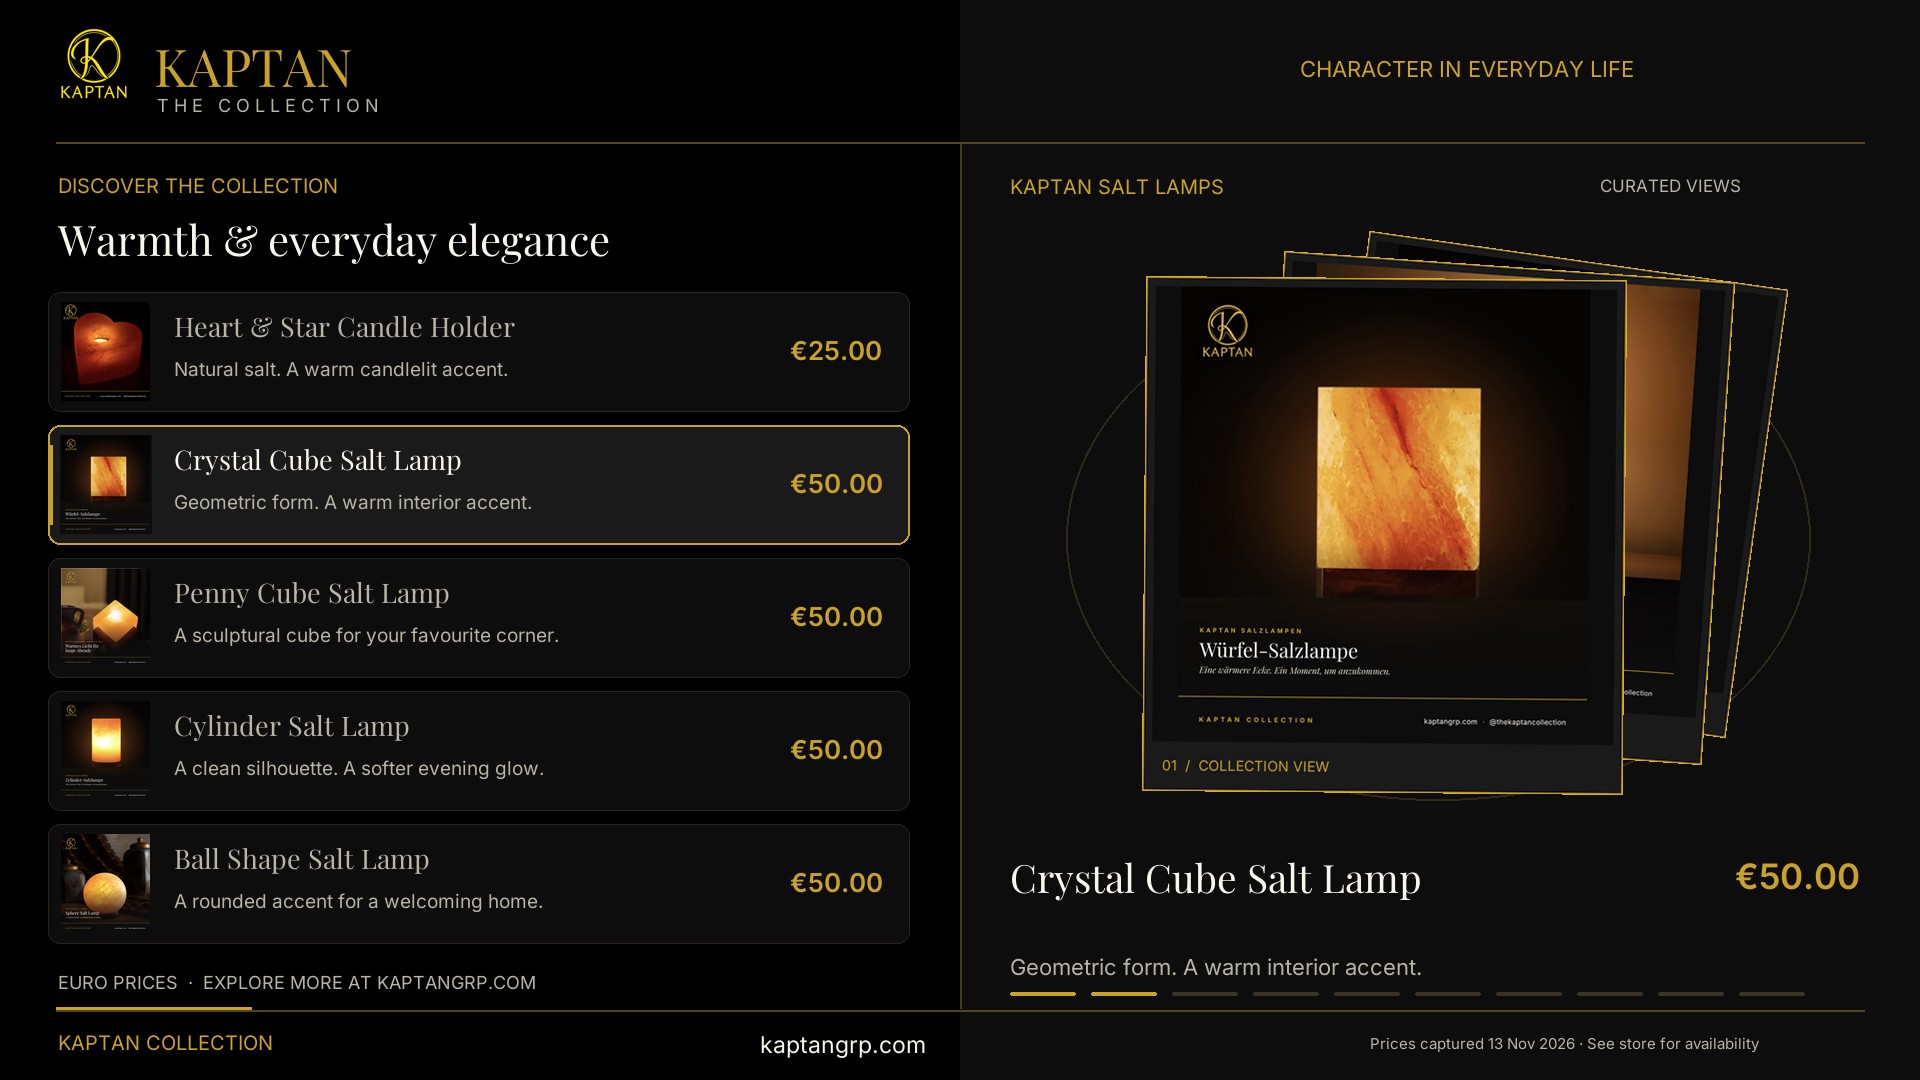 KAPTAN
KAPTAN
THE COLLECTION
CHARACTER IN EVERYDAY LIFE
DISCOVER THE COLLECTION
Warmth & everyday elegance
Heart & Star Candle Holder
Natural salt. A warm candlelit accent.
€25.00
Crystal Cube Salt Lamp
Geometric form. A warm interior accent.
€50.00
Penny Cube Salt Lamp
A sculptural cube for your favourite corner.
€50.00
Cylinder Salt Lamp
A clean silhouette. A softer evening glow.
€50.00
Ball Shape Salt Lamp
A rounded accent for a welcoming home.
€50.00
EURO PRICES · EXPLORE MORE AT KAPTANGRP.COM
KAPTAN SALT LAMPS
CURATED VIEWS
KAPTAN
KAPTAN SALZLAMPEN
Würfel-Salzlampe
Eine wärmere Ecke. Ein Moment, um anzukommen.
KAPTAN COLLECTION
kaptangrp.com · @thekaptancollection
01 / COLLECTION VIEW
Crystal Cube Salt Lamp
€50.00
Geometric form. A warm interior accent.
KAPTAN COLLECTION
kaptangrp.com
Prices captured 13 Nov 2026 · See store for availability